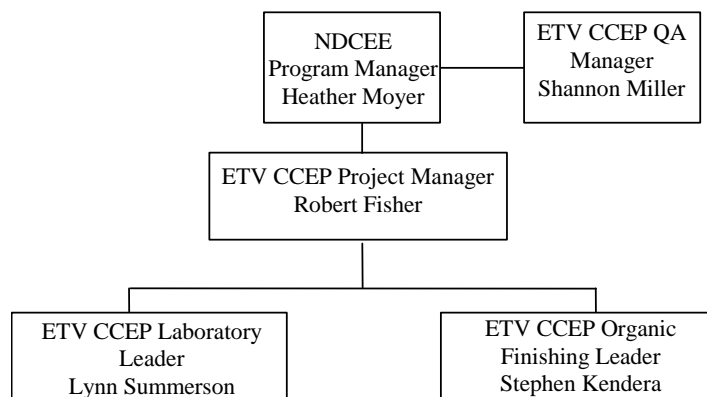 NDCEE
Program Manager
Heather Moyer
ETV CCEP QA
Manager
Shannon Miller
ETV CCEP Project Manager
Robert Fisher
ETV CCEP Laboratory
Leader
Lynn Summerson
ETV CCEP Organic
Finishing Leader
Stephen Kendera